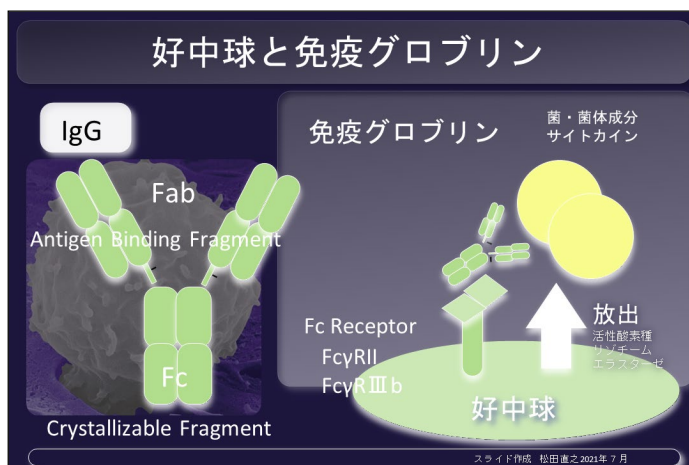 好中球と免疫グロブリン
IgG
Fab
Antigen Binding Fragment
Fc
Crystallizable Fragment
免疫グロブリン
菌・菌体成分
サイトカイン
Fc Receptor
FcγRII
FcγRⅢb
放出
活性酸素種
リゾチーム
エラスターゼ
好中球
スライド作成 松田直之2021年７月